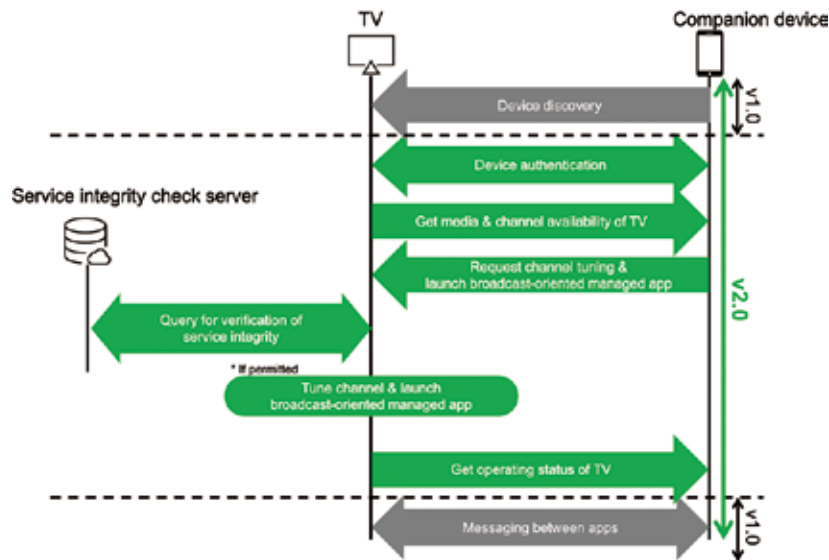 TV
Companion device
Device discovery
v1.0
Device authentication
Service integrity check server
Get media & channel availability of TV
Request channel tuning &
launch broadcast-oriented managed app
v2.0
Query for verification of
service integrity
* If permitted
Tune channel & launch
broadcast-oriented managed app
Get operating status of TV
Messaging between apps
v1.0